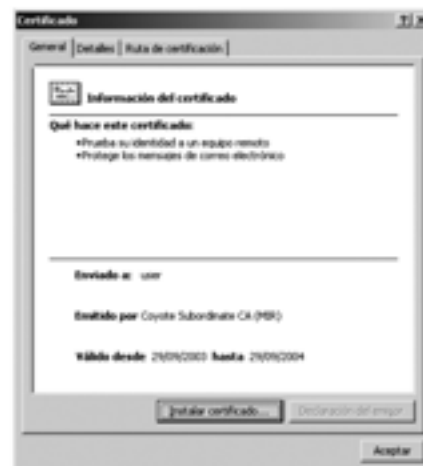 Certificado
General Detalles Ruta de certificación
Información del certificado
Qué hace este certificado:
•Prueba su identidad a un equipo remoto
•Protege los mensajes de correo electrónico
Enviado a: user
Emitido por Coyote Subordinate CA (MIR)
Válido desde 29/09/2003 hasta 29/09/2004
Instalar certificado... Declaración del emisor
Aceptar